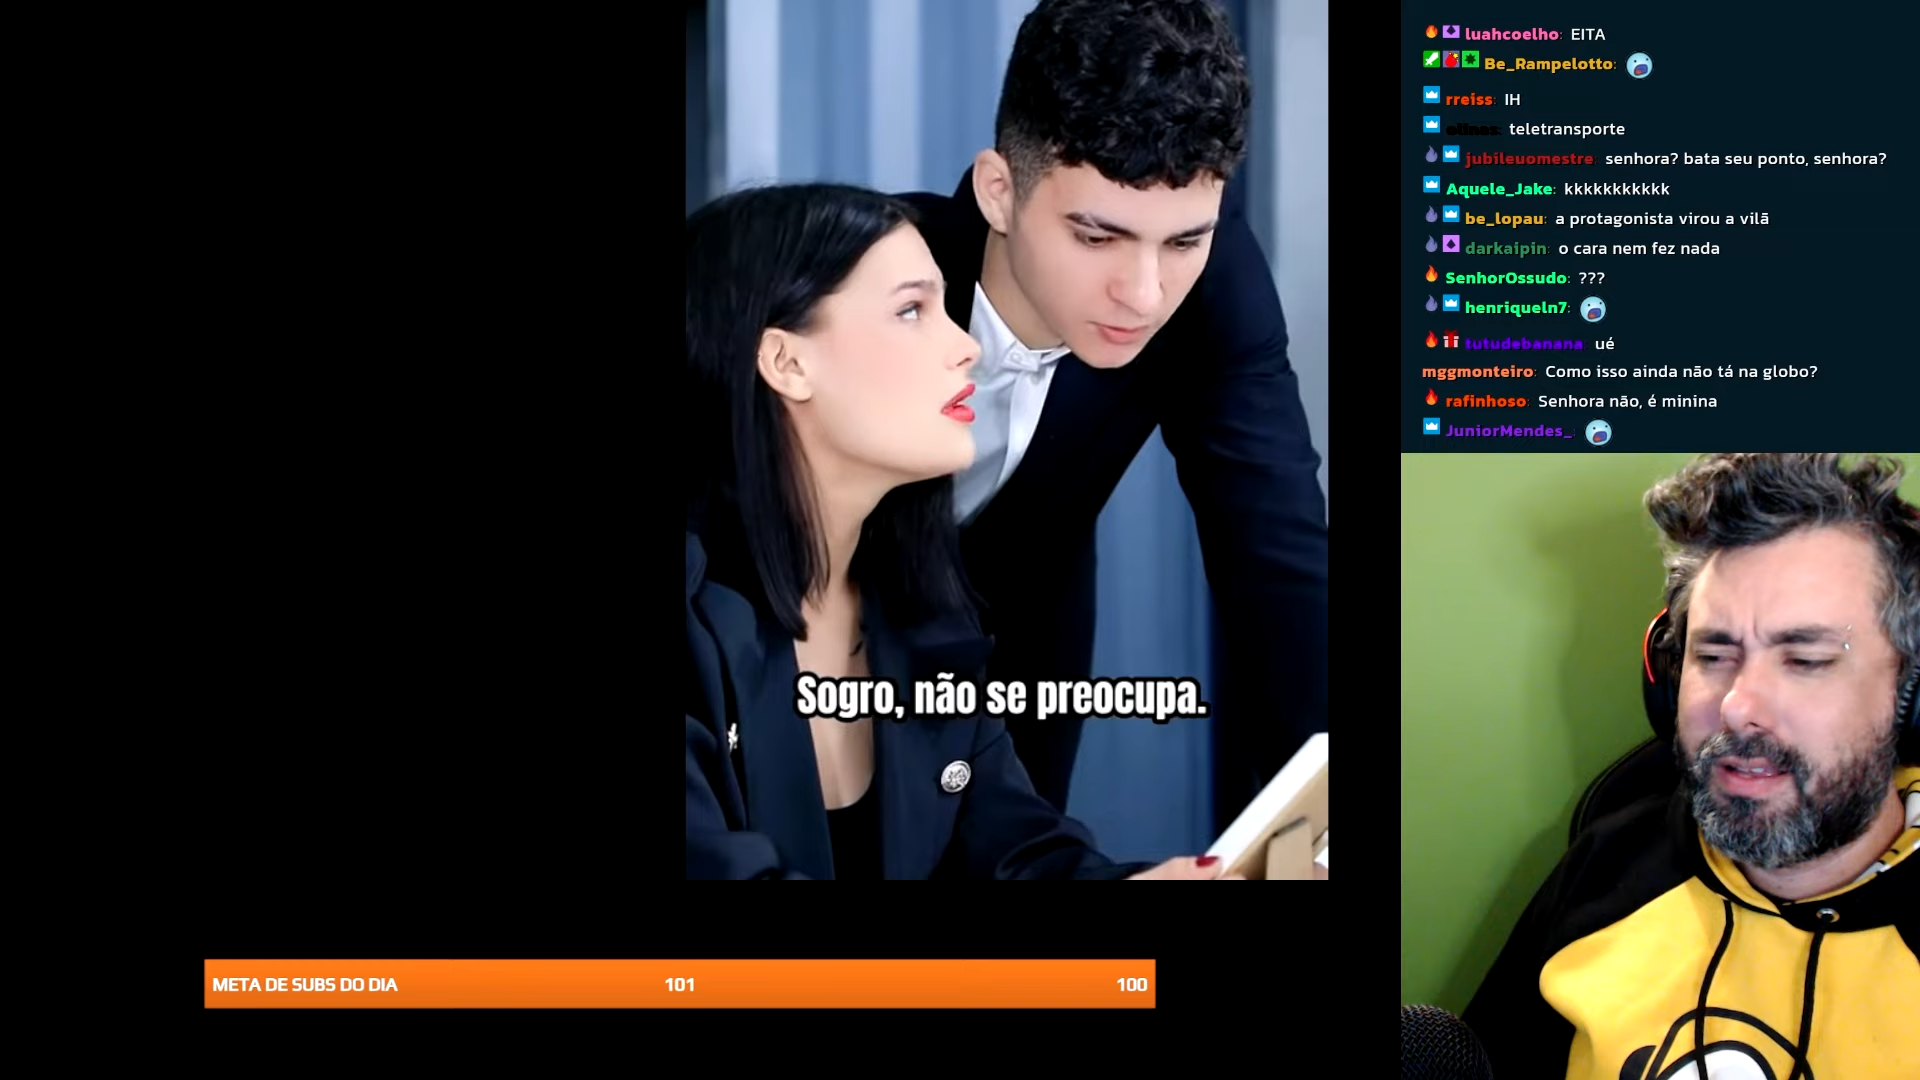 luahcoelho: EITA
Be_Rampelotto:
rreiss: IH
olinos: teletransporte
jubileuomestre: senhora? bata seu ponto, senhora?
Aquele_Jake: kkkkkkkkkkk
be_lopau: a protagonista virou a vilã
darkaipin: o cara nem fez nada
SenhorOssudo: ???
henriqueln7:
tutudebanana: ué
mggmonteiro: Como isso ainda não tá na globo?
rafinhoso: Senhora não, é minina
JuniorMendes_:
Sogro, não se preocupa.
META DE SUBS DO DIA 101 100